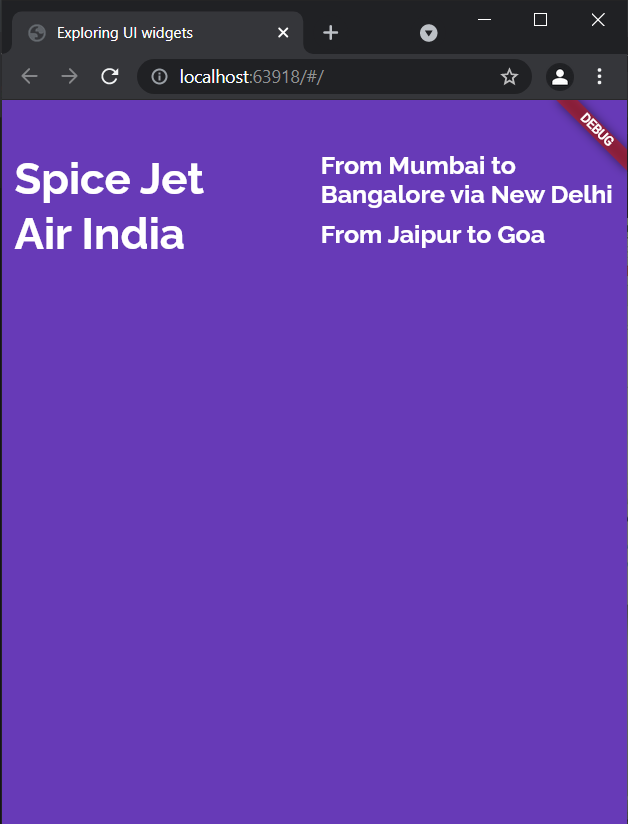 Exploring UI widgets
localhost:63918/#/
DEBUG
Spice Jet
From Mumbai to
Bangalore via New Delhi
Air India
From Jaipur to Goa